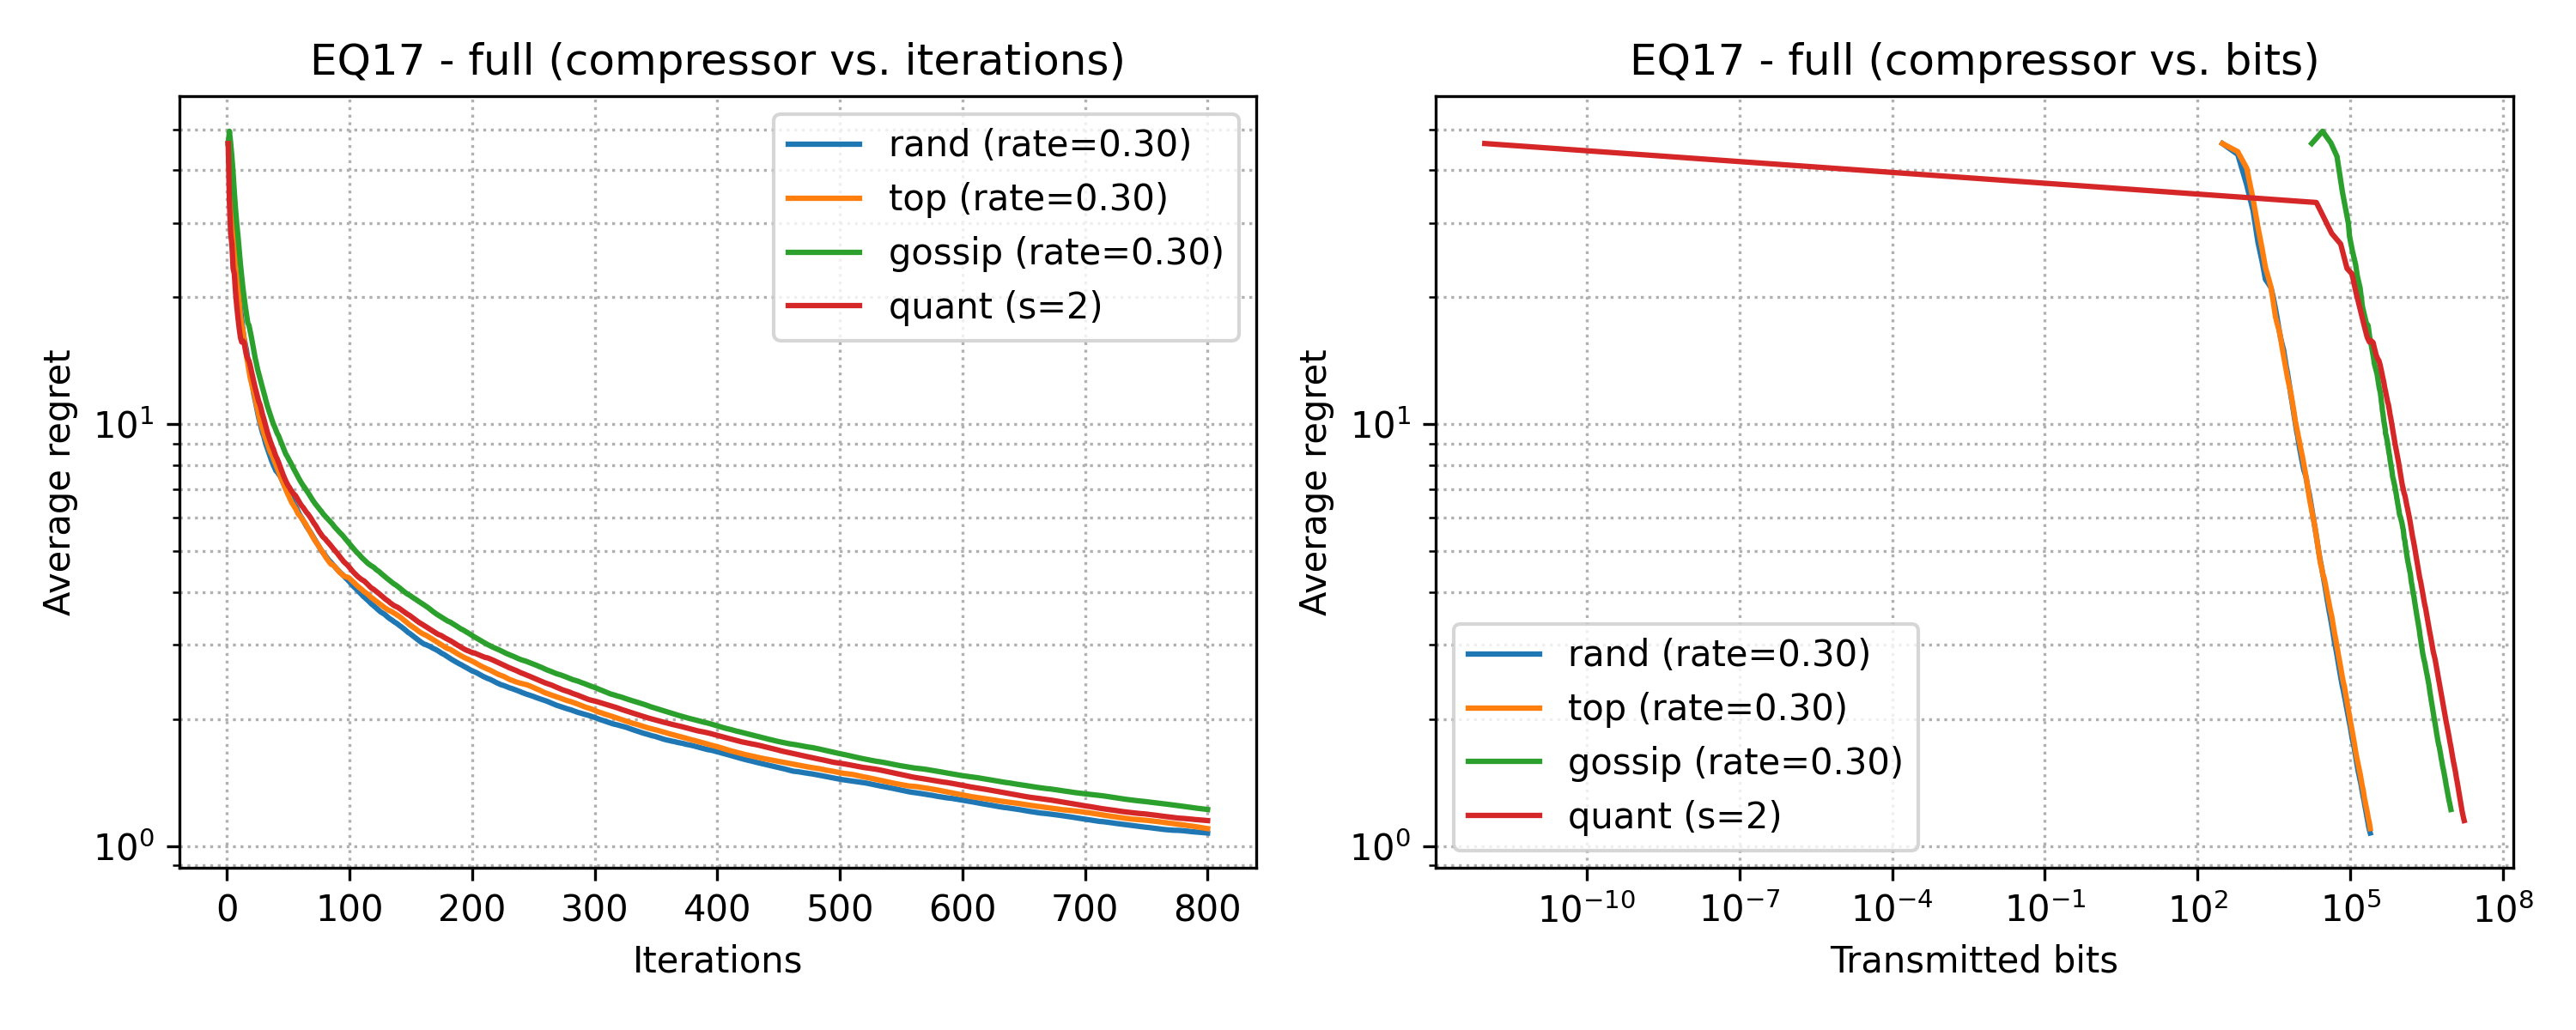 EQ17 - full (compressor vs. iterations)
Average regret
10¹
10⁰
rand (rate=0.30)
top (rate=0.30)
gossip (rate=0.30)
quant (s=2)
0 100 200 300 400 500 600 700 800
Iterations
EQ17 - full (compressor vs. bits)
Average regret
10¹
10⁰
rand (rate=0.30)
top (rate=0.30)
gossip (rate=0.30)
quant (s=2)
10⁻¹⁰ 10⁻⁷ 10⁻⁴ 10⁻¹ 10² 10⁵ 10⁸
Transmitted bits